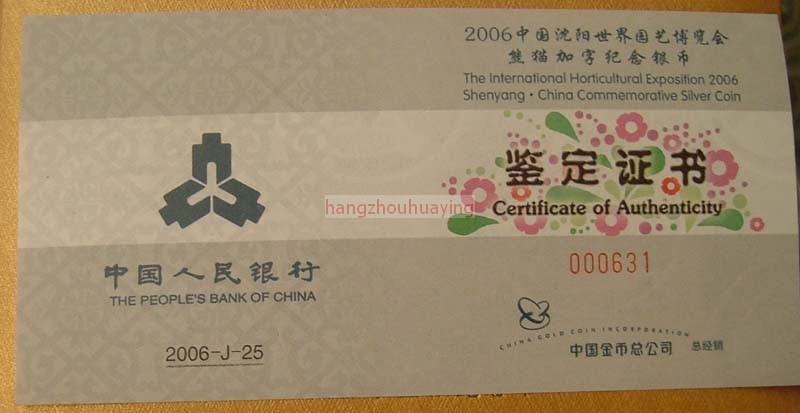 2006中国沈阳世界园艺博览会
熊猫加字纪念银币
The International Horticultural Exposition 2006
Shenyang · China Commemorative Silver Coin
鉴定证书
Certificate of Authenticity
hangzhouhuaying
000631
中国人民银行
THE PEOPLE'S BANK OF CHINA
2006-J-25
CHINA GOLD COIN INCORPORATION
中国金币总公司 总经销